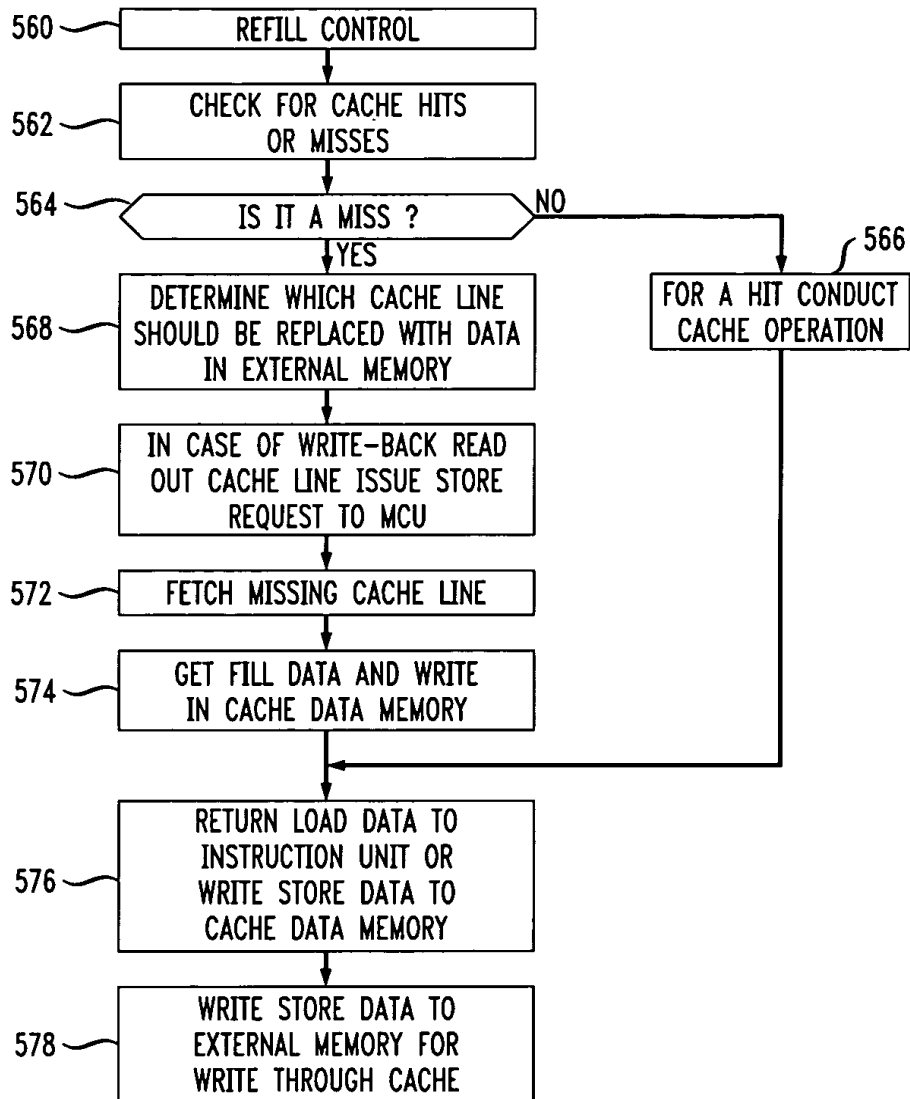 560
REFILL CONTROL
562
CHECK FOR CACHE HITS
OR MISSES
564
IS IT A MISS ?
NO
YES
566
FOR A HIT CONDUCT
CACHE OPERATION
568
DETERMINE WHICH CACHE LINE
SHOULD BE REPLACED WITH DATA
IN EXTERNAL MEMORY
570
IN CASE OF WRITE-BACK READ
OUT CACHE LINE ISSUE STORE
REQUEST TO MCU
572
FETCH MISSING CACHE LINE
574
GET FILL DATA AND WRITE
IN CACHE DATA MEMORY
576
RETURN LOAD DATA TO
INSTRUCTION UNIT OR
WRITE STORE DATA TO
CACHE DATA MEMORY
578
WRITE STORE DATA TO
EXTERNAL MEMORY FOR
WRITE THROUGH CACHE